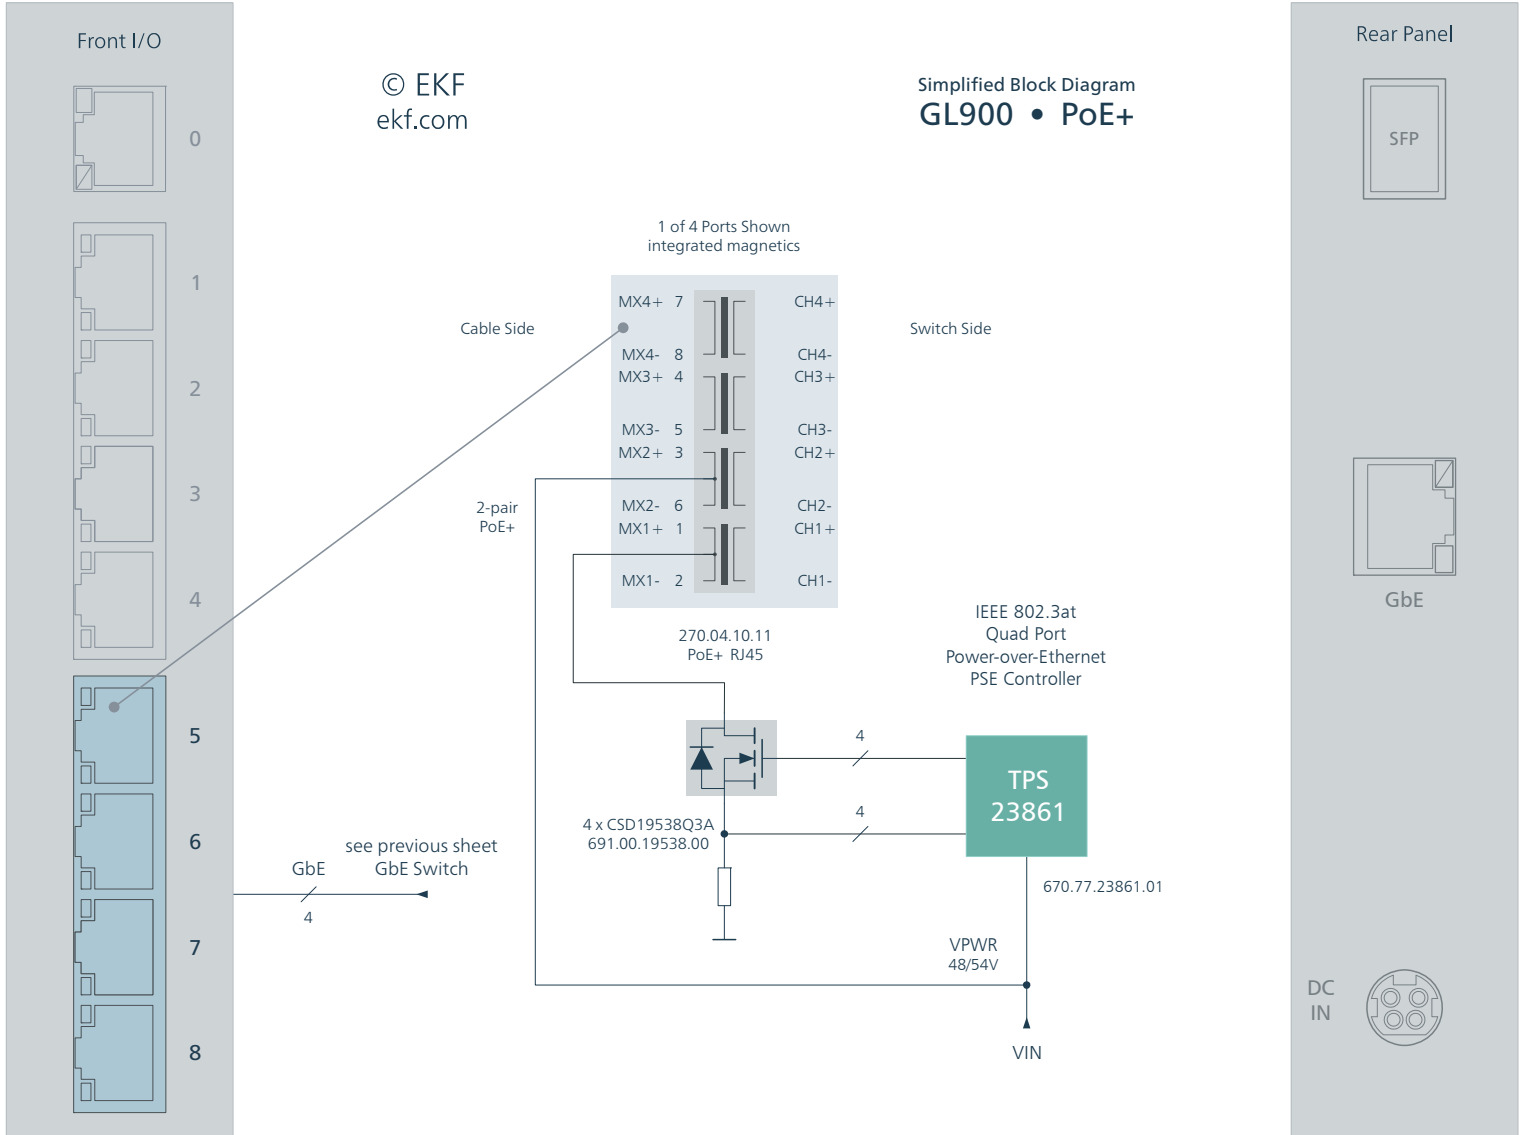 Front I/O
0
1
2
3
4
5
6
7
8
© EKF
ekf.com
Simplified Block Diagram
GL900 • PoE+
1 of 4 Ports Shown
integrated magnetics
Cable Side
Switch Side
MX4+ 7 CH4+
MX4- 8 CH4-
MX3+ 4 CH3+
MX3- 5 CH3-
MX2+ 3 CH2+
MX2- 6 CH2-
MX1+ 1 CH1+
MX1- 2 CH1-
2-pair
PoE+
270.04.10.11
PoE+ RJ45
IEEE 802.3at
Quad Port
Power-over-Ethernet
PSE Controller
4
4
TPS
23861
4 x CSD19538Q3A
691.00.19538.00
670.77.23861.01
see previous sheet
GbE Switch
GbE
4
VPWR
48/54V
VIN
Rear Panel
SFP
GbE
DC
IN